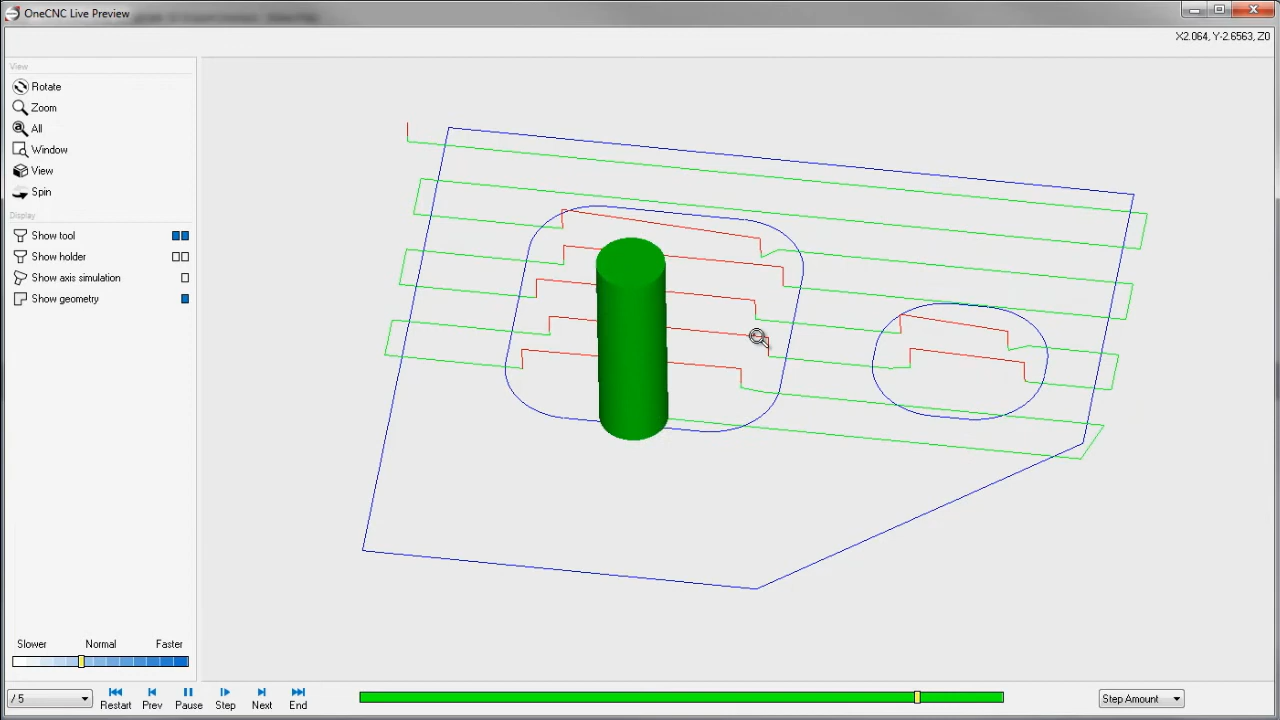 OneCNC Live Preview
X2.064, Y-2.6563, Z0
View
Rotate
Zoom
All
Window
View
Spin
Display
Show tool
Show holder
Show axis simulation
Show geometry
Slower Normal Faster
/ 5
Restart Prev Pause Step Next End
Step Amount